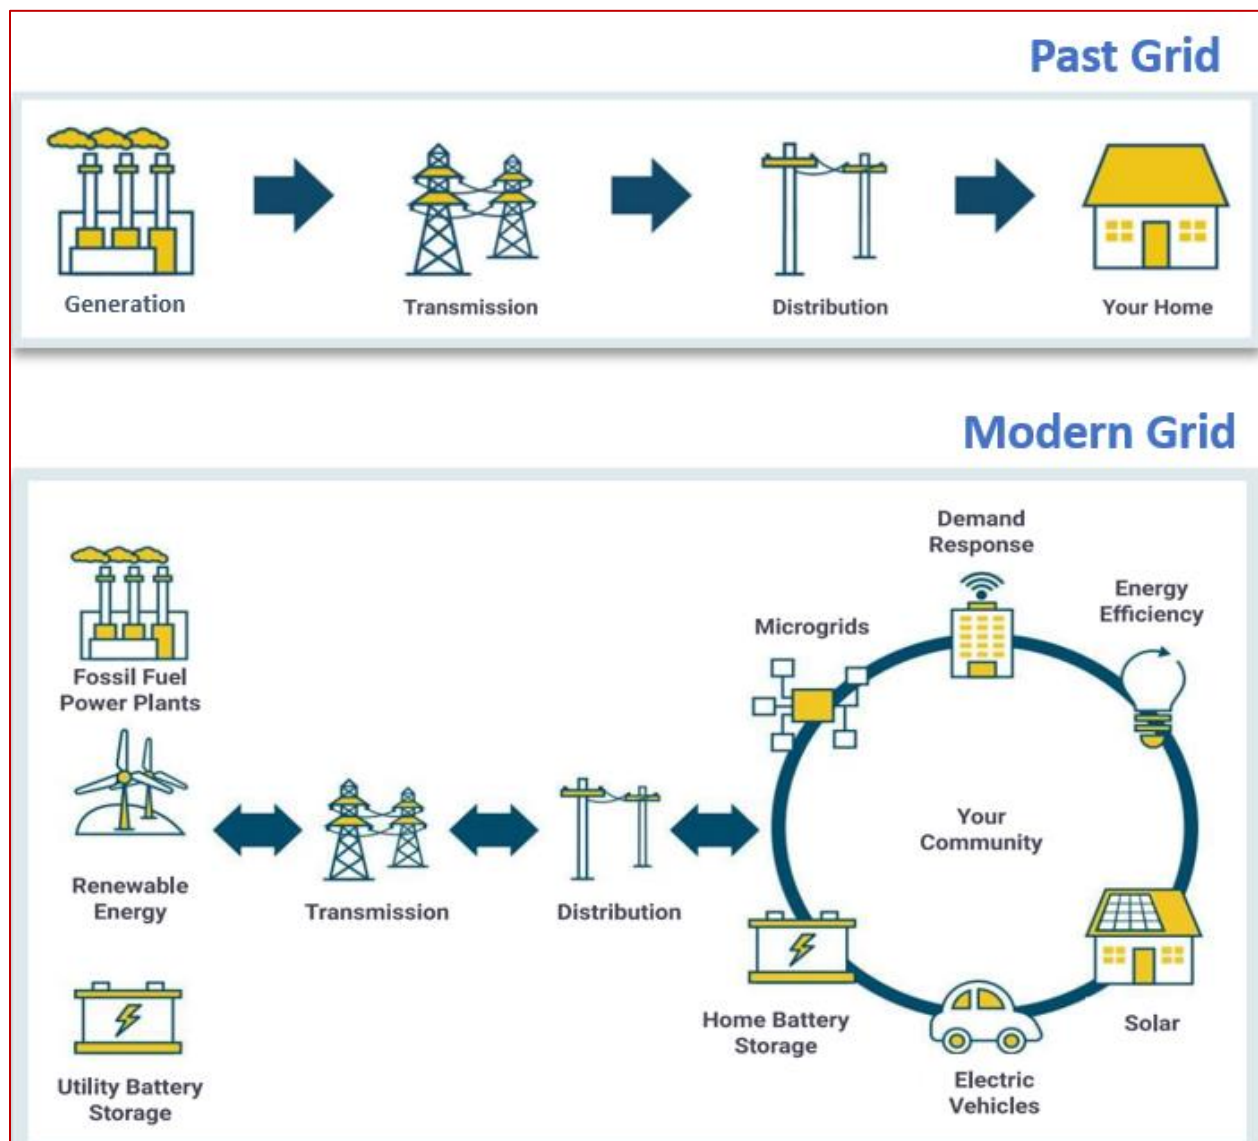 Past Grid
Generation
Transmission
Distribution
Your Home
Modern Grid
Fossil Fuel
Power Plants
Renewable
Energy
Utility Battery
Storage
Transmission
Distribution
Microgrids
Demand
Response
Energy
Efficiency
Your
Community
Home Battery
Storage
Electric
Vehicles
Solar